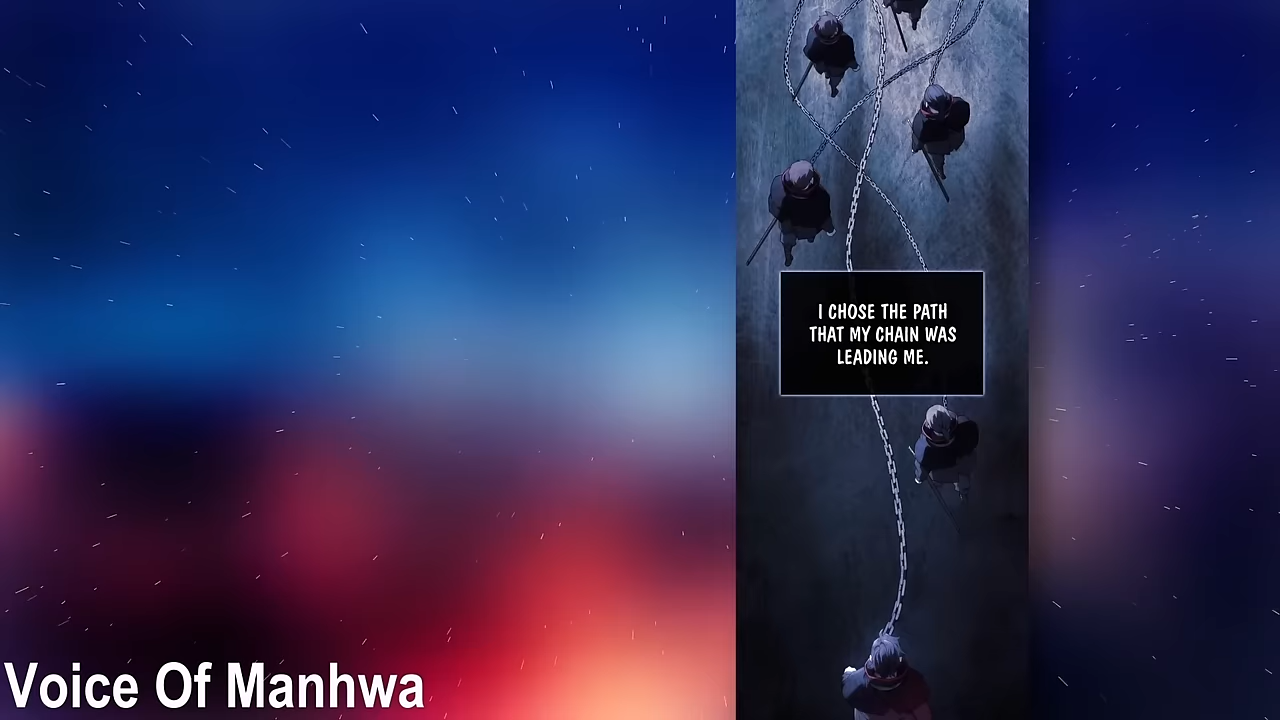 I CHOSE THE PATH
THAT MY CHAIN WAS
LEADING ME.
Voice Of Manhwa